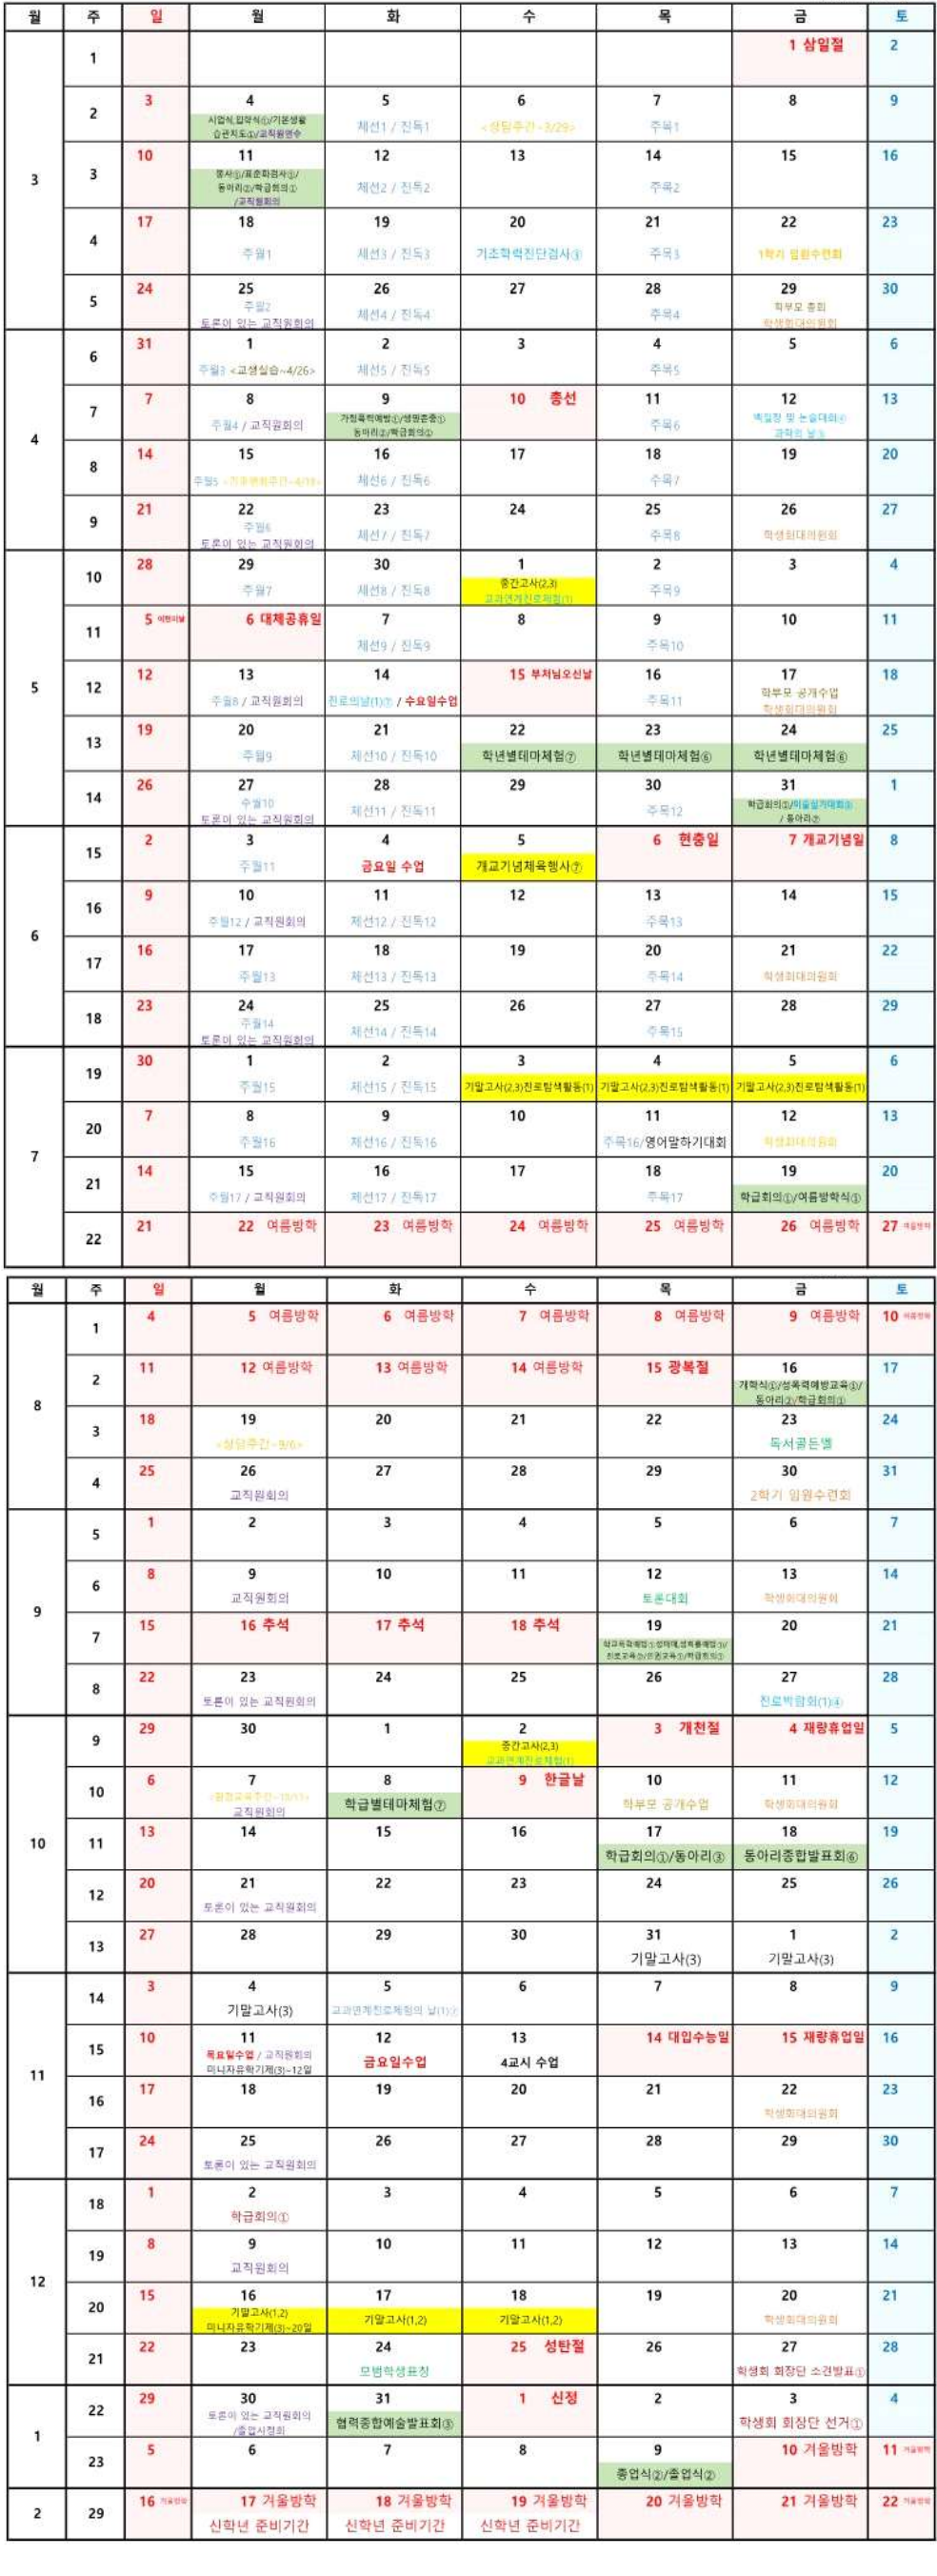 월 주 일 월 화 수 목 금 토
3
1 1 삼일절 2
2 3 4 5 6 7 8 9
시업식,입학식①/기본생활
습관지도④/교직원연수
체선1 / 진독1 <상담주간~3/29> 주목1
3 10 11 12 13 14 15 16
동아리②/학급회의①
/교직원회의
체선2 / 진독2 주목2
4 17 18 19 20 21 22 23
주월1 체선3 / 진독3 기초학력진단검사③ 주목3 1학기 임원수련회
5 24 25 26 27 28 29 30
주월2 학부모 총회
토론이 있는 교직원회의 체선4 / 진독4 주목4 학생회대의원회
4
6 31 1 2 3 4 5 6
주월3 <교생실습~4/26> 체선5 / 진독5 주목5
7 7 8 9 10 총선 11 12 13
주월4 / 교직원회의 가정폭력예방①/생명존중① 주목6 백일장 및 논술대회④
동아리②/학급회의① 과학의 날③
8 14 15 16 17 18 19 20
주월5 체선6 / 진독6 주목7
9 21 22 23 24 25 26 27
주월6
토론이 있는 교직원회의 체선7 / 진독7 주목8 학생회대의원회
5
10 28 29 30 1 2 3 4
주월7 체선8 / 진독8 중간고사(2,3) 주목9
교과연계진로체험(1)
11 5 어린이날 6 대체공휴일 7 8 9 10 11
체선9 / 진독9 주목10
12 12 13 14 15 부처님오신날 16 17 18
주월8 / 교직원회의 진로의날(1)⑦ / 수요일수업 주목11 학부모 공개수업
학생회대의원회
13 19 20 21 22 23 24 25
주월9 체선10 / 진독10 학년별테마체험⑦ 학년별테마체험⑥ 학년별테마체험⑥
14 26 27 28 29 30 31 1
주월10 체선11 / 진독11 주목12 학급회의①/미술실기대회③
토론이 있는 교직원회의 / 동아리②
6
15 2 3 4 5 6 현충일 7 개교기념일 8
주월11 금요일 수업 개교기념체육행사⑦
16 9 10 11 12 13 14 15
주월12 / 교직원회의 체선12 / 진독12 주목13
17 16 17 18 19 20 21 22
주월13 체선13 / 진독13 주목14 학생회대의원회
18 23 24 25 26 27 28 29
주월14 체선14 / 진독14 주목15
토론이 있는 교직원회의
7
19 30 1 2 3 4 5 6
주월15 체선15 / 진독15 기말고사(2,3)진로탐색활동(1) 기말고사(2,3)진로탐색활동(1) 기말고사(2,3)진로탐색활동(1)
20 7 8 9 10 11 12 13
주월16 체선16 / 진독16 주목16/영어말하기대회 학생회대의원회
21 14 15 16 17 18 19 20
주월17 / 교직원회의 체선17 / 진독17 주목17 학급회의①/여름방학식①
22 21 22 여름방학 23 여름방학 24 여름방학 25 여름방학 26 여름방학 27 여름방학
월 주 일 월 화 수 목 금 토
8
1 4 5 여름방학 6 여름방학 7 여름방학 8 여름방학 9 여름방학 10 여름방학
2 11 12 여름방학 13 여름방학 14 여름방학 15 광복절 16 17
개학식①/성폭력예방교육①/
동아리②/학급회의①
3 18 19 20 21 22 23 24
<상담주간~9/6> 독서골든벨
4 25 26 27 28 29 30 31
교직원회의 2학기 임원수련회
9
5 1 2 3 4 5 6 7
6 8 9 10 11 12 13 14
교직원회의 토론대회 학생회대의원회
7 15 16 추석 17 추석 18 추석 19 20 21
8 22 23 24 25 26 27 28
토론이 있는 교직원회의 진로박람회(1)④
10
9 29 30 1 2 3 개천절 4 재량휴업일 5
중간고사(2,3)
교과연계진로체험(1)
10 6 7 8 9 한글날 10 11 12
교직원회의 학급별테마체험⑦ 학부모 공개수업 학생회대의원회
11 13 14 15 16 17 18 19
학급회의①/동아리③ 동아리종합발표회⑥
12 20 21 22 23 24 25 26
토론이 있는 교직원회의
13 27 28 29 30 31 1 2
기말고사(3) 기말고사(3)
11
14 3 4 5 6 7 8 9
기말고사(3) 교과연계진로체험의 날(1)⑦
15 10 11 12 13 14 대입수능일 15 재량휴업일 16
목요일수업 / 교직원회의 금요일수업 4교시 수업
미니자유학기제(3)~12일
16 17 18 19 20 21 22 23
학생회대의원회
17 24 25 26 27 28 29 30
토론이 있는 교직원회의
12
18 1 2 3 4 5 6 7
학급회의①
19 8 9 10 11 12 13 14
교직원회의
20 15 16 17 18 19 20 21
기말고사(1,2) 기말고사(1,2) 기말고사(1,2) 학생회대의원회
미니자유학기제(3)~20일
21 22 23 24 25 성탄절 26 27 28
모범학생표창 학생회 회장단 소견발표①
1
22 29 30 31 1 신정 2 3 4
토론이 있는 교직원회의 협력종합예술발표회③ 학생회 회장단 선거①
/졸업사정회
23 5 6 7 8 9 10 겨울방학 11 겨울방학
종업식②/졸업식②
2
29 16 겨울방학 17 겨울방학 18 겨울방학 19 겨울방학 20 겨울방학 21 겨울방학 22 겨울방학
신학년 준비기간 신학년 준비기간 신학년 준비기간